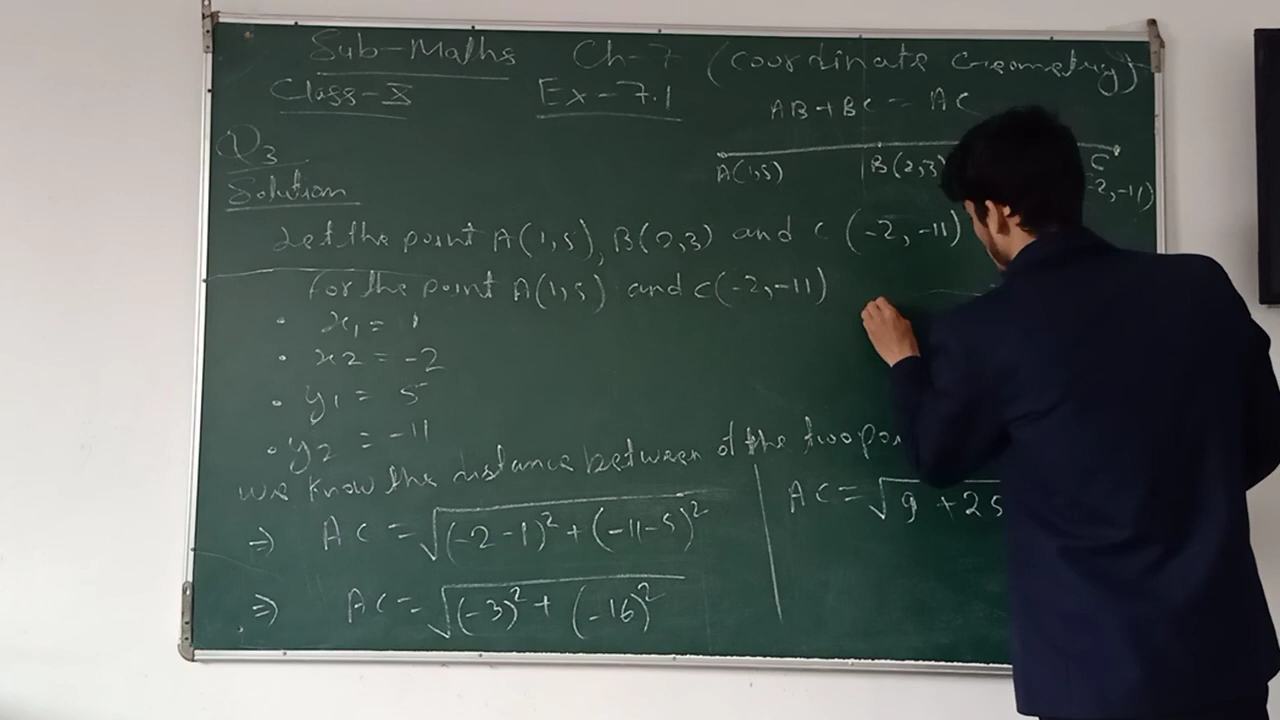 Sub-Maths Ch-7 (Coordinate Geometry)
Class-X Ex-7.1
AB+BC = AC
Q3
A(1,5) B(2,3) C
-2,-11)
Solution
Let the point A(1,5), B(2,3) and C (-2,-11)
for the point A(1,5) and C(-2,-11)
• x1 = 1
• x2 = -2
• y1 = 5
• y2 = -11
we know the distance between of the two
⇒ AC = √(-2-1)² + (-11-5)²
AC = √9 + 25
⇒ AC = √(-3)² + (-16)²